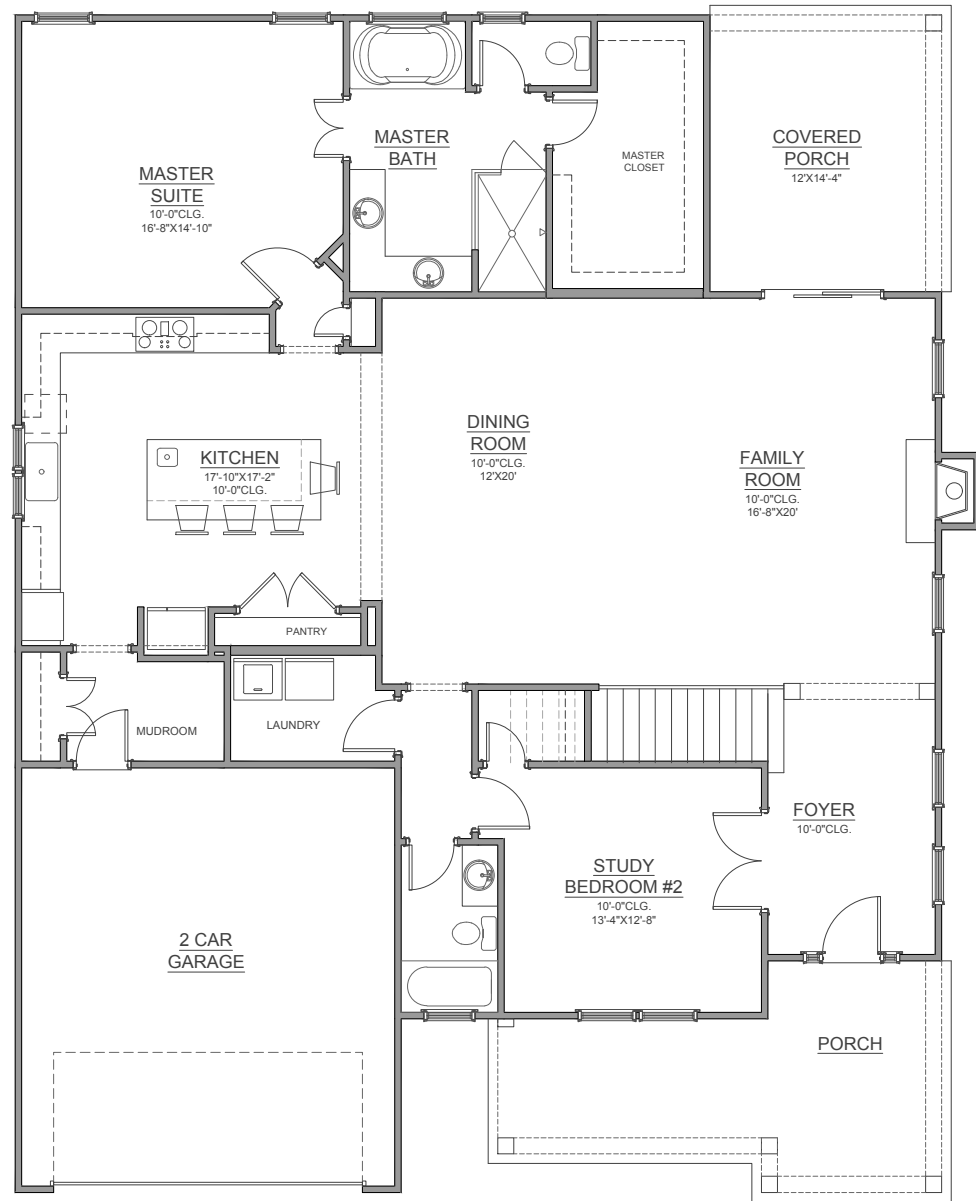 MASTER
SUITE
10'-0"CLG.
16'-8"X14'-10"
MASTER
BATH
MASTER
CLOSET
COVERED
PORCH
12'X14'-4"
KITCHEN
17'-10"X17'-2"
10'-0"CLG.
DINING
ROOM
10'-0"CLG.
12'X20'
FAMILY
ROOM
10'-0"CLG.
16'-8"X20'
PANTRY
MUDROOM
LAUNDRY
FOYER
10'-0"CLG.
STUDY
BEDROOM #2
10'-0"CLG.
13'-4"X12'-8"
2 CAR
GARAGE
PORCH